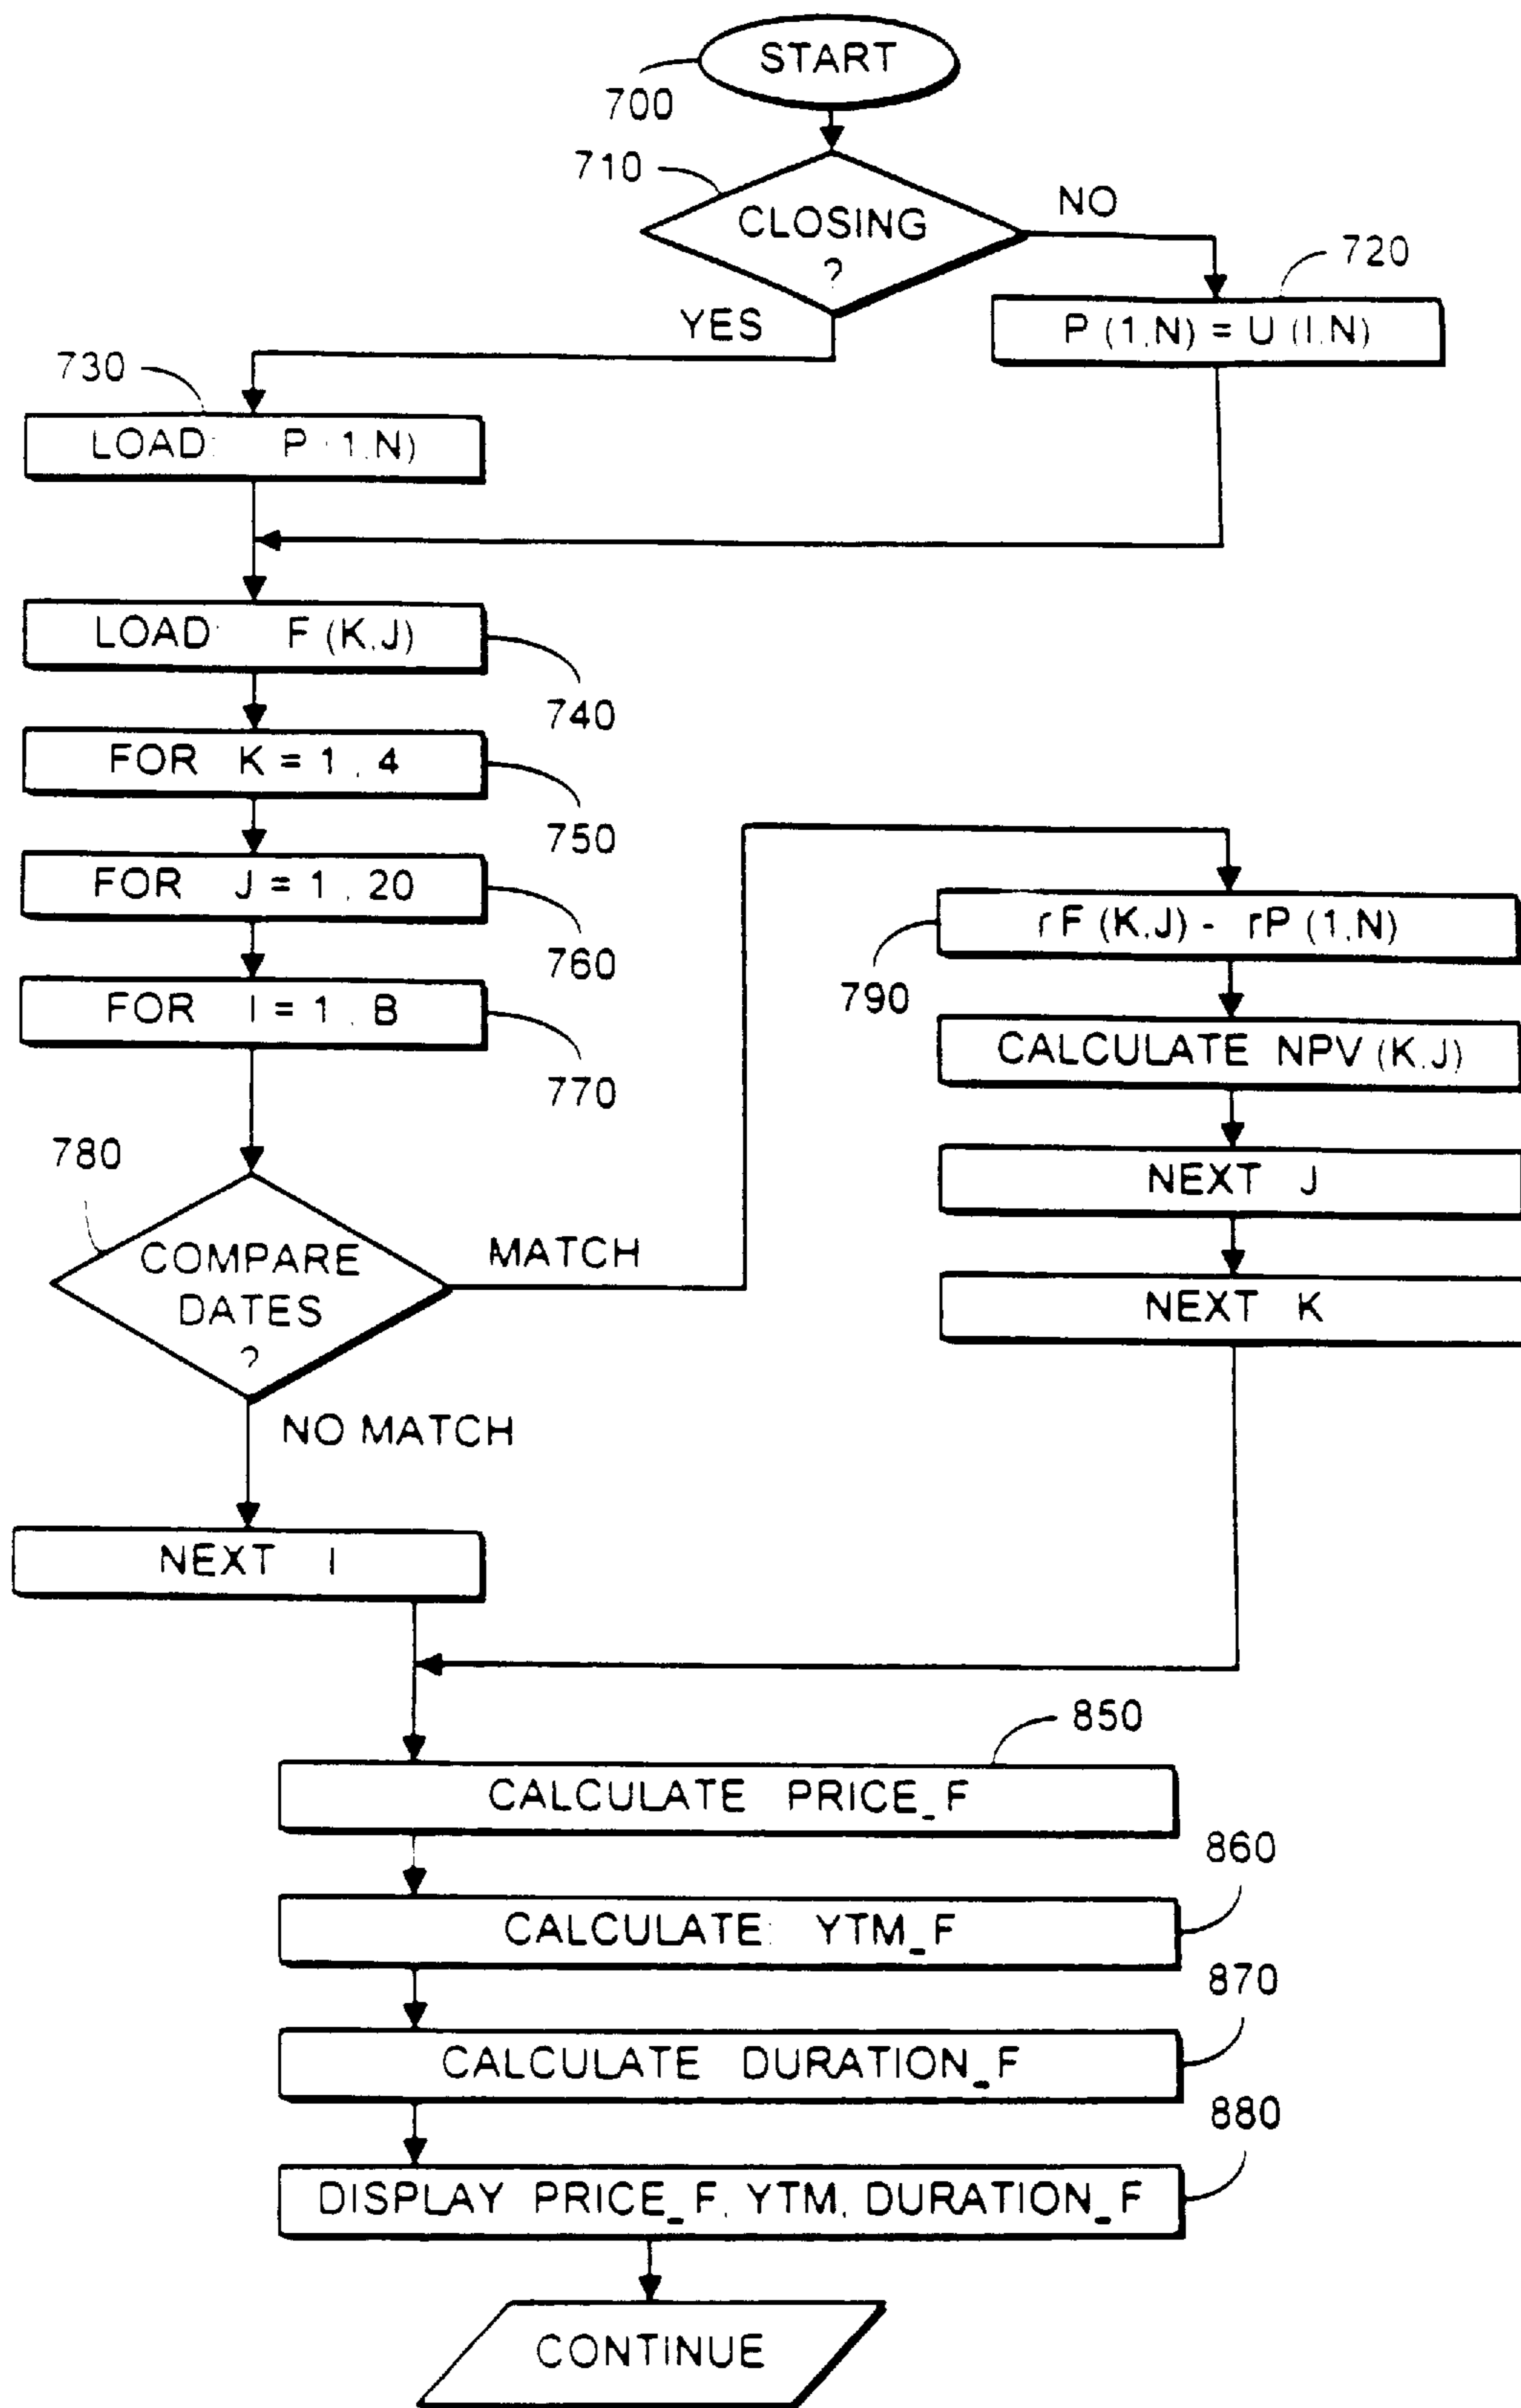 START
700
710
CLOSING
?
NO
YES
720
P (1,N) = U (I,N)
730
LOAD: P (1,N)
LOAD: F (K,J)
740
FOR K = 1 , 4
750
FOR J = 1 , 20
760
FOR I = 1 , B
770
780
COMPARE
DATES
?
MATCH
NO MATCH
790
rF (K,J) - rP (1,N)
CALCULATE NPV (K,J)
NEXT J
NEXT K
NEXT I
850
CALCULATE PRICE_F
860
CALCULATE: YTM_F
870
CALCULATE DURATION_F
880
DISPLAY PRICE_F, YTM, DURATION_F
CONTINUE